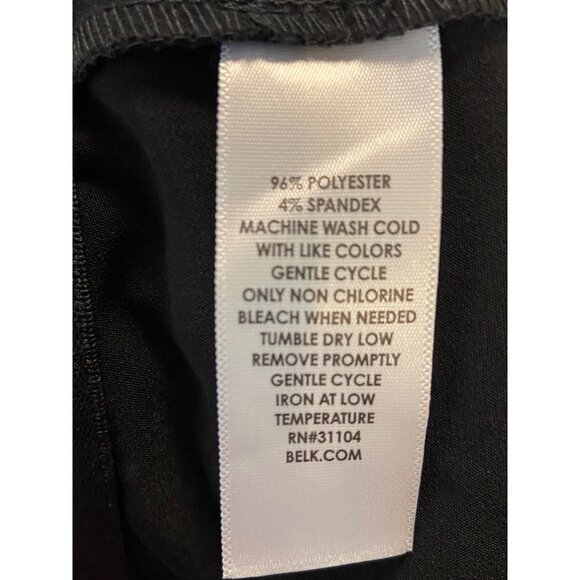 96% POLYESTER
4% SPANDEX
MACHINE WASH COLD
WITH LIKE COLORS
GENTLE CYCLE
ONLY NON CHLORINE
BLEACH WHEN NEEDED
TUMBLE DRY LOW
REMOVE PROMPTLY
GENTLE CYCLE
IRON AT LOW
TEMPERATURE
RN#31104
BELK.COM